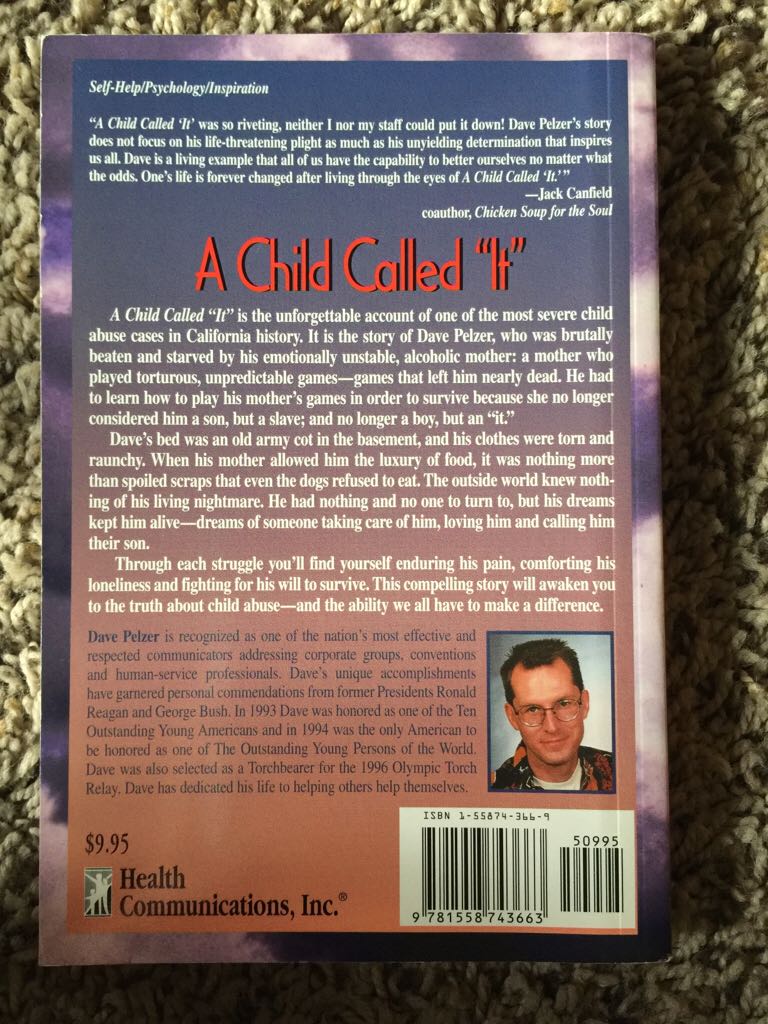 Self-Help/Psychology/Inspiration
“A Child Called ‘It’ was so riveting, neither I nor my staff could put it down! Dave Pelzer’s story
does not focus on his life-threatening plight as much as his unyielding determination that inspires
us all. Dave is a living example that all of us have the capability to better ourselves no matter what
the odds. One’s life is forever changed after living through the eyes of A Child Called ‘It.’”
—Jack Canfield
coauthor, Chicken Soup for the Soul
A Child Called “It”
A Child Called “It” is the unforgettable account of one of the most severe child
abuse cases in California history. It is the story of Dave Pelzer, who was brutally
beaten and starved by his emotionally unstable, alcoholic mother: a mother who
played torturous, unpredictable games—games that left him nearly dead. He had
to learn how to play his mother’s games in order to survive because she no longer
considered him a son, but a slave; and no longer a boy, but an “it.”
Dave’s bed was an old army cot in the basement, and his clothes were torn and
raunchy. When his mother allowed him the luxury of food, it was nothing more
than spoiled scraps that even the dogs refused to eat. The outside world knew noth-
ing of his living nightmare. He had nothing and no one to turn to, but his dreams
kept him alive—dreams of someone taking care of him, loving him and calling him
their son.
Through each struggle you’ll find yourself enduring his pain, comforting his
loneliness and fighting for his will to survive. This compelling story will awaken you
to the truth about child abuse—and the ability we all have to make a difference.
Dave Pelzer is recognized as one of the nation’s most effective and
respected communicators addressing corporate groups, conventions
and human-service professionals. Dave’s unique accomplishments
have garnered personal commendations from former Presidents Ronald
Reagan and George Bush. In 1993 Dave was honored as one of the Ten
Outstanding Young Americans and in 1994 was the only American to
be honored as one of The Outstanding Young Persons of the World.
Dave was also selected as a Torchbearer for the 1996 Olympic Torch
Relay. Dave has dedicated his life to helping others help themselves.
$9.95
Health
Communications, Inc.®
ISBN 1-55874-366-9
50995
9 781558 743663